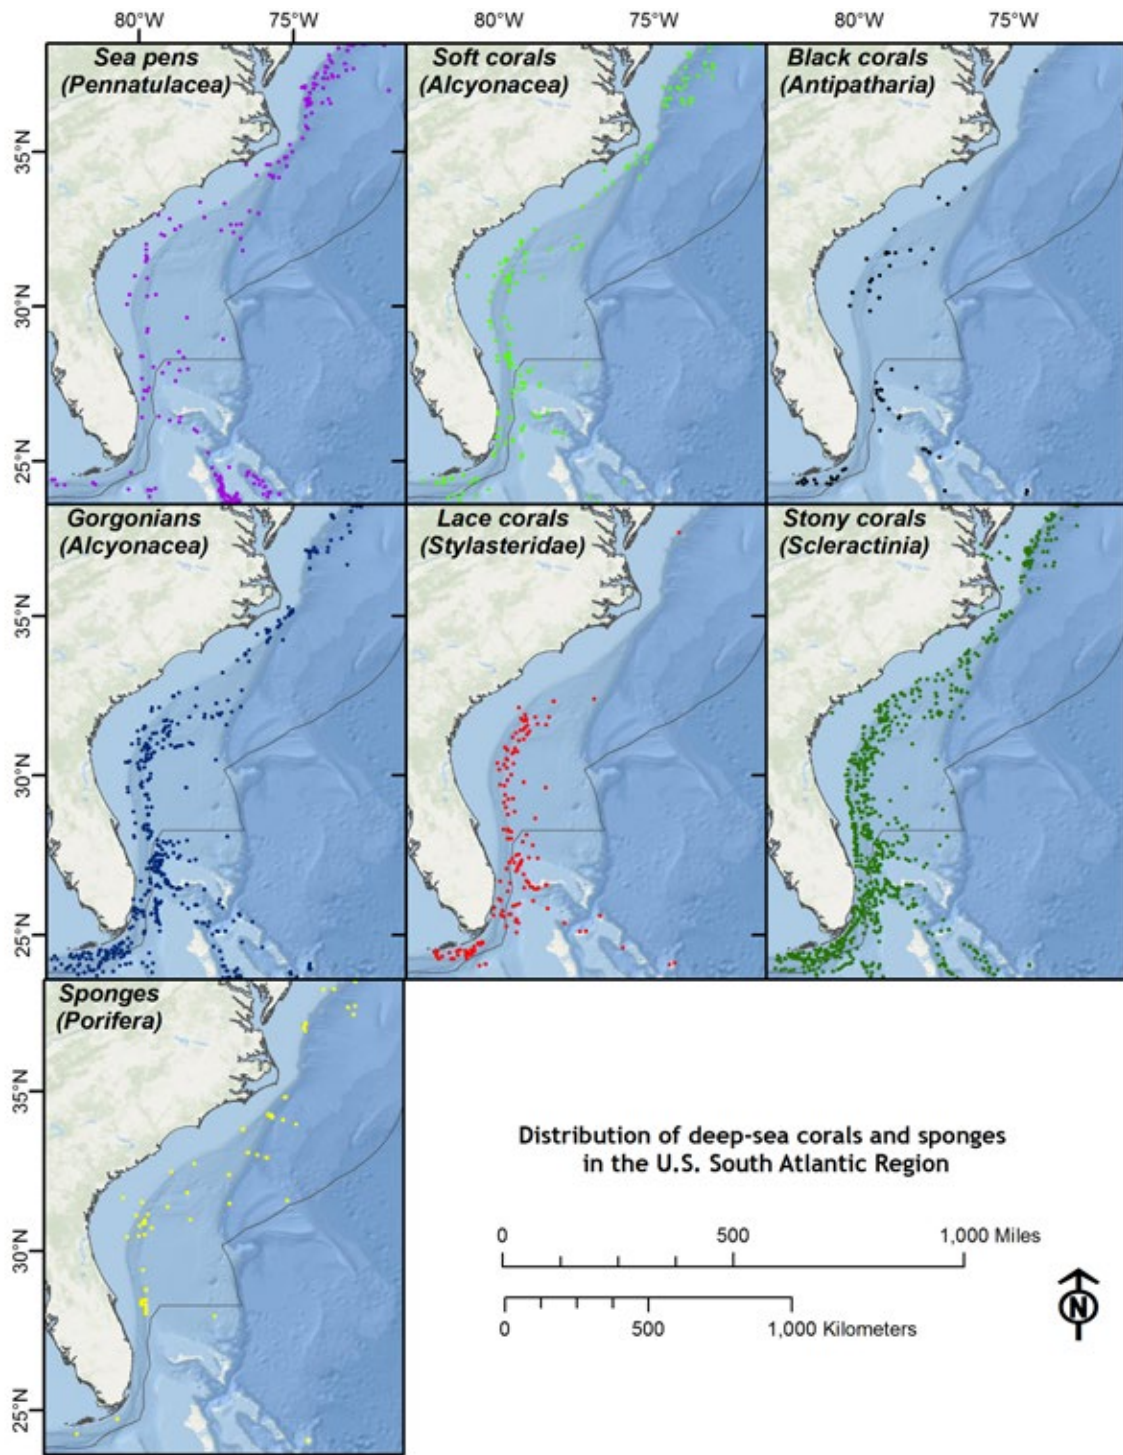 80°W 75°W 80°W 75°W 80°W 75°W
Sea pens
(Pennatulacea)
Soft corals
(Alcyonacea)
Black corals
(Antipatharia)
35°N
30°N
25°N
Gorgonians
(Alcyonacea)
Lace corals
(Stylasteridae)
Stony corals
(Scleractinia)
35°N
30°N
25°N
Sponges
(Porifera)
35°N
30°N
25°N
Distribution of deep-sea corals and sponges
in the U.S. South Atlantic Region
0 500 1,000 Miles
0 500 1,000 Kilometers
N